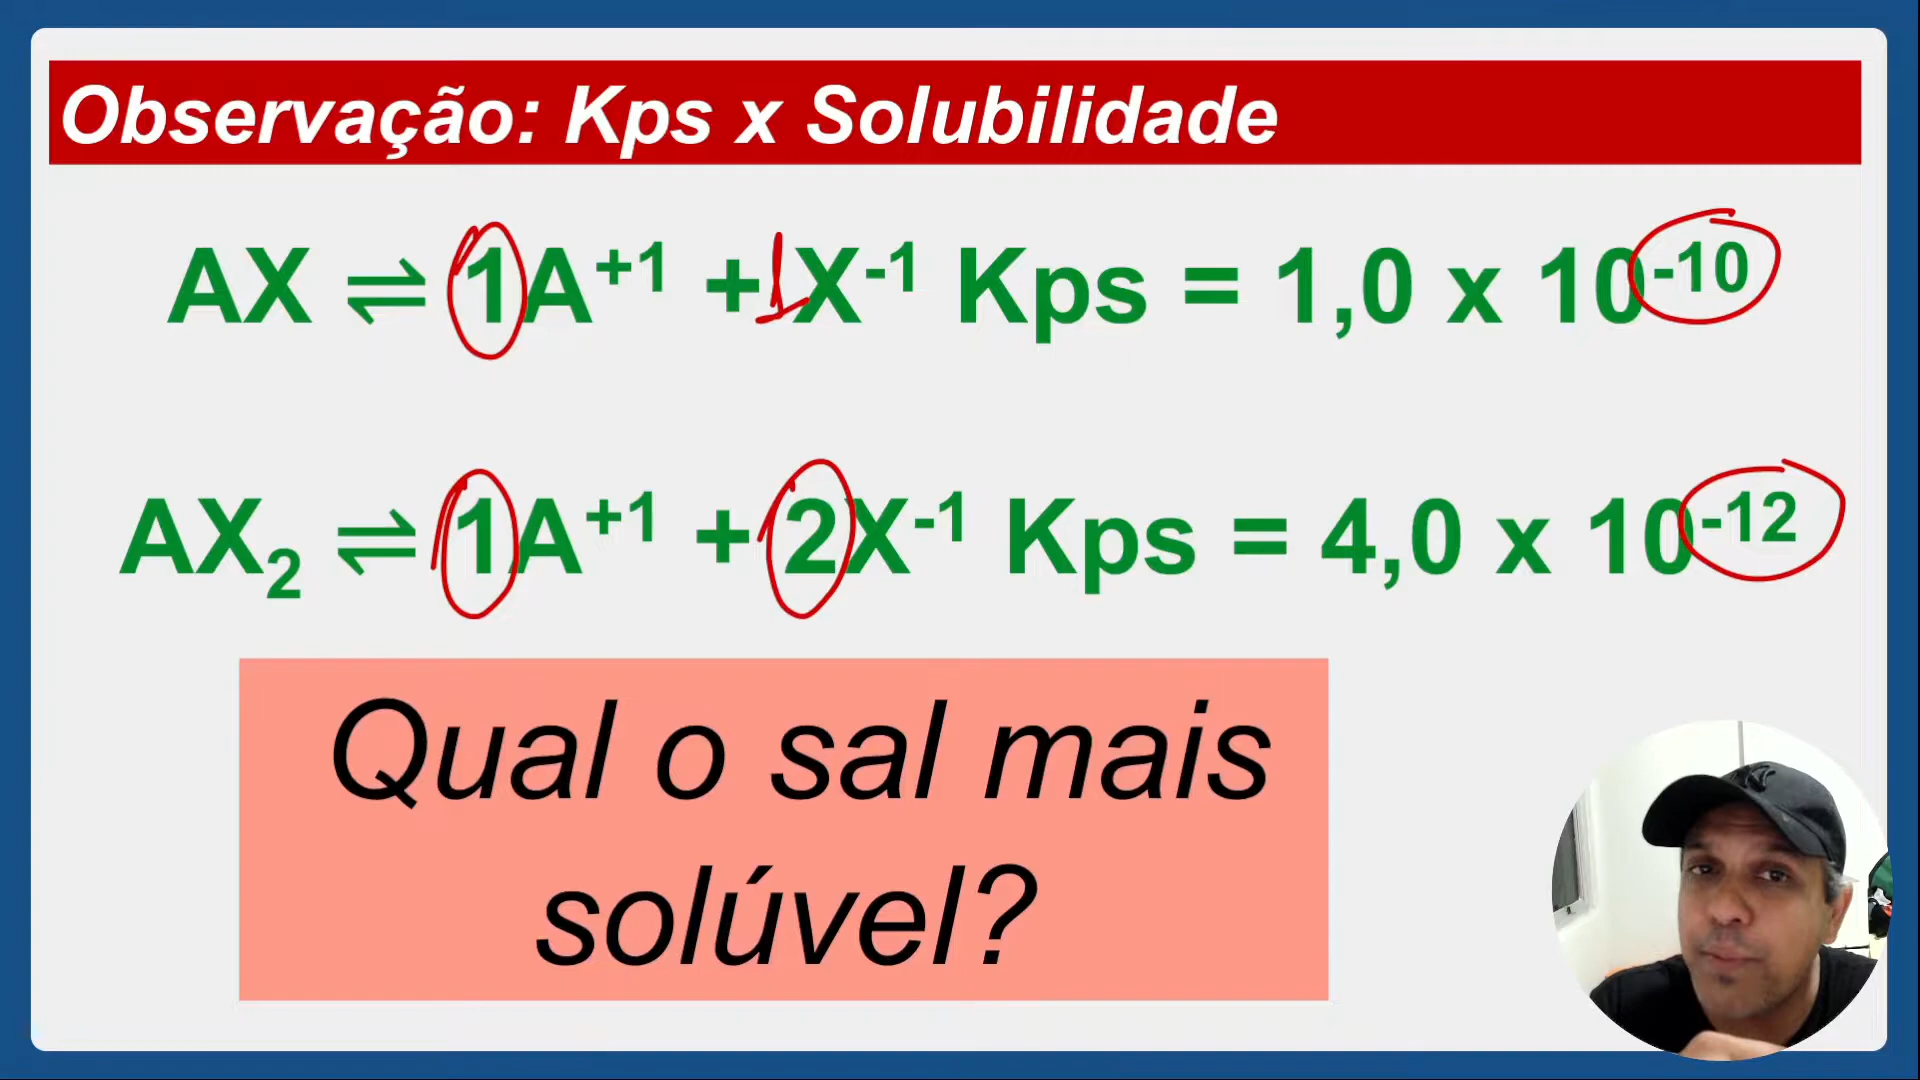 Observação: Kps x Solubilidade
AX ⇌ 1A⁺¹ + 1X⁻¹ Kps = 1,0 x 10⁻¹⁰
AX₂ ⇌ 1A⁺¹ + 2X⁻¹ Kps = 4,0 x 10⁻¹²
Qual o sal mais
solúvel?